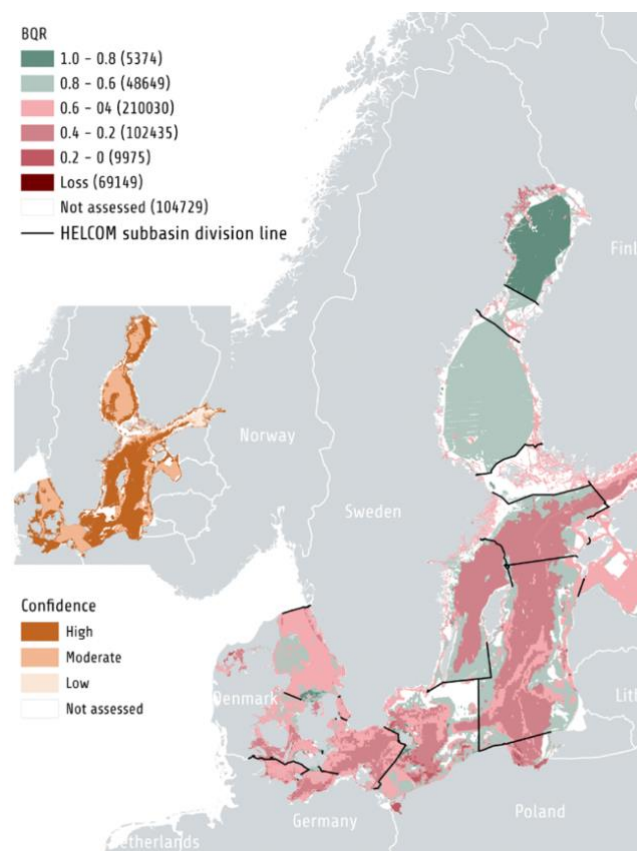 BQR
1.0 - 0.8 (5374)
0.8 - 0.6 (48649)
0.6 - 04 (210030)
0.4 - 0.2 (102435)
0.2 - 0 (9975)
Loss (69149)
Not assessed (104729)
HELCOM subbasin division line
Finl
Norway
Sweden
Confidence
High
Moderate
Low
Not assessed
Denmark
Lith
Germany
Poland
Netherlands